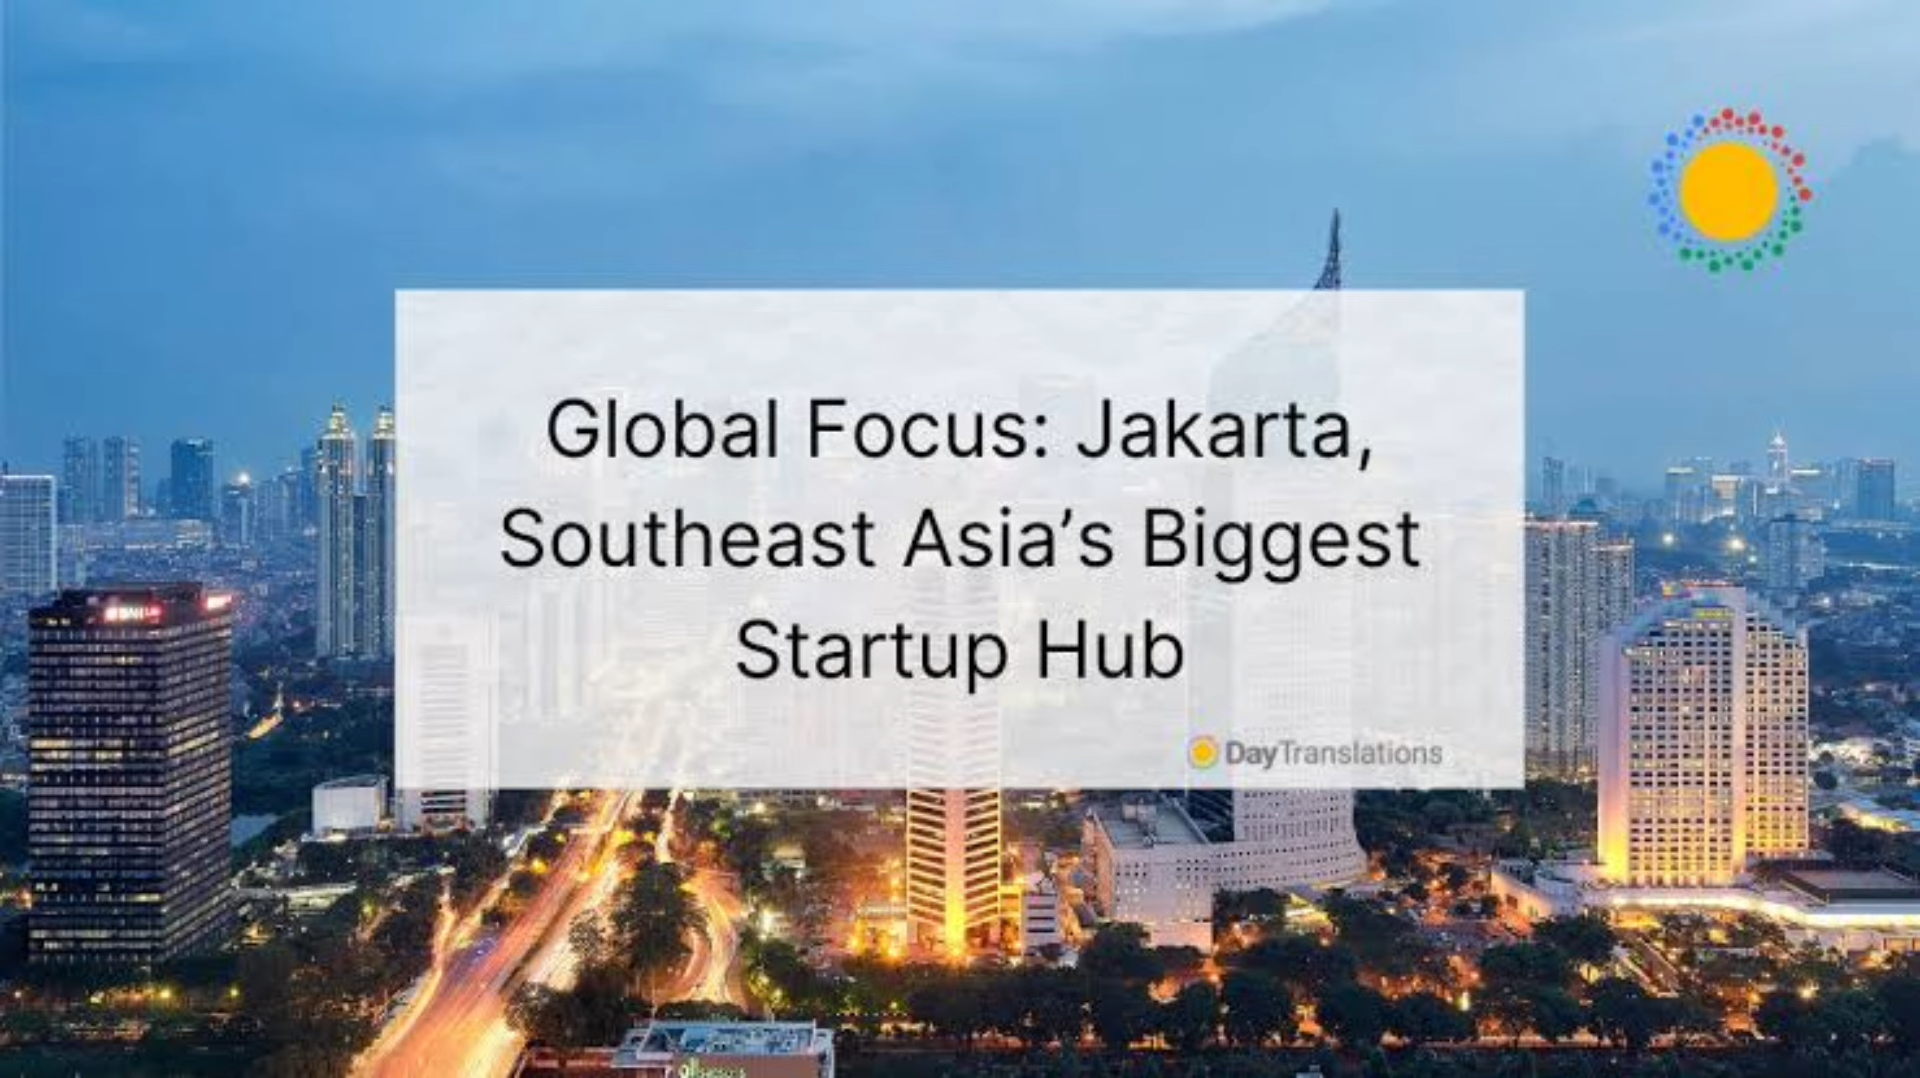 Global Focus: Jakarta,
Southeast Asia’s Biggest
Startup Hub
DayTranslations